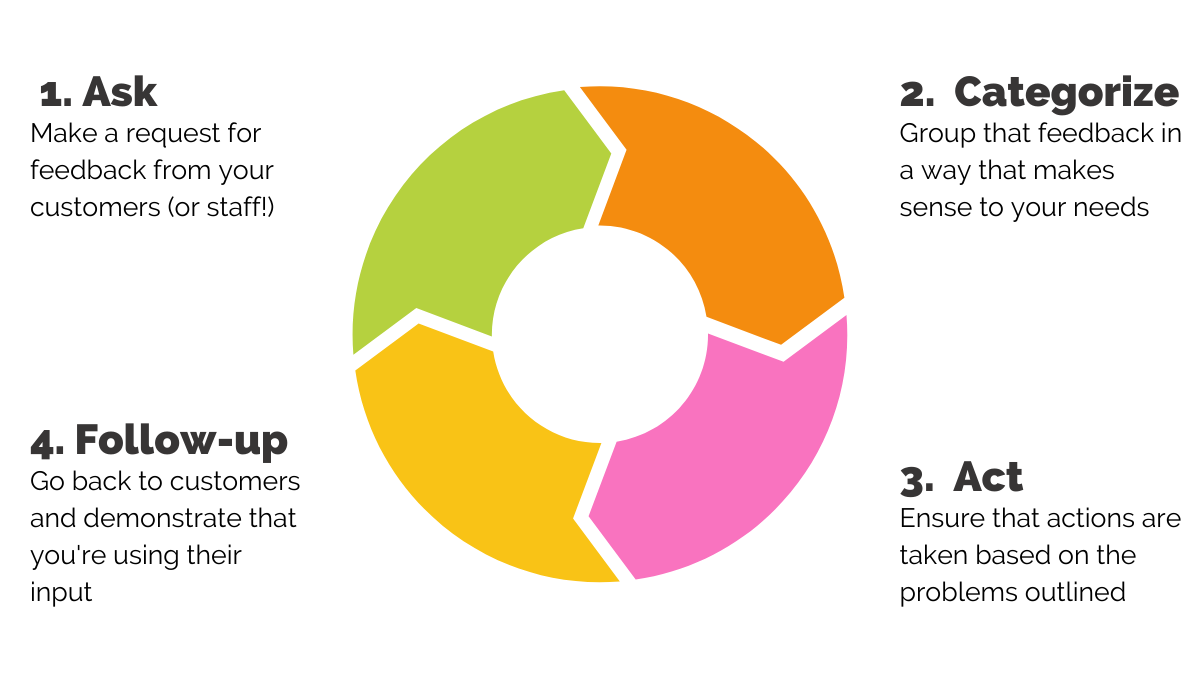 1. Ask
Make a request for
feedback from your
customers (or staff!)
2. Categorize
Group that feedback in
a way that makes
sense to your needs
3. Act
Ensure that actions are
taken based on the
problems outlined
4. Follow-up
Go back to customers
and demonstrate that
you're using their
input